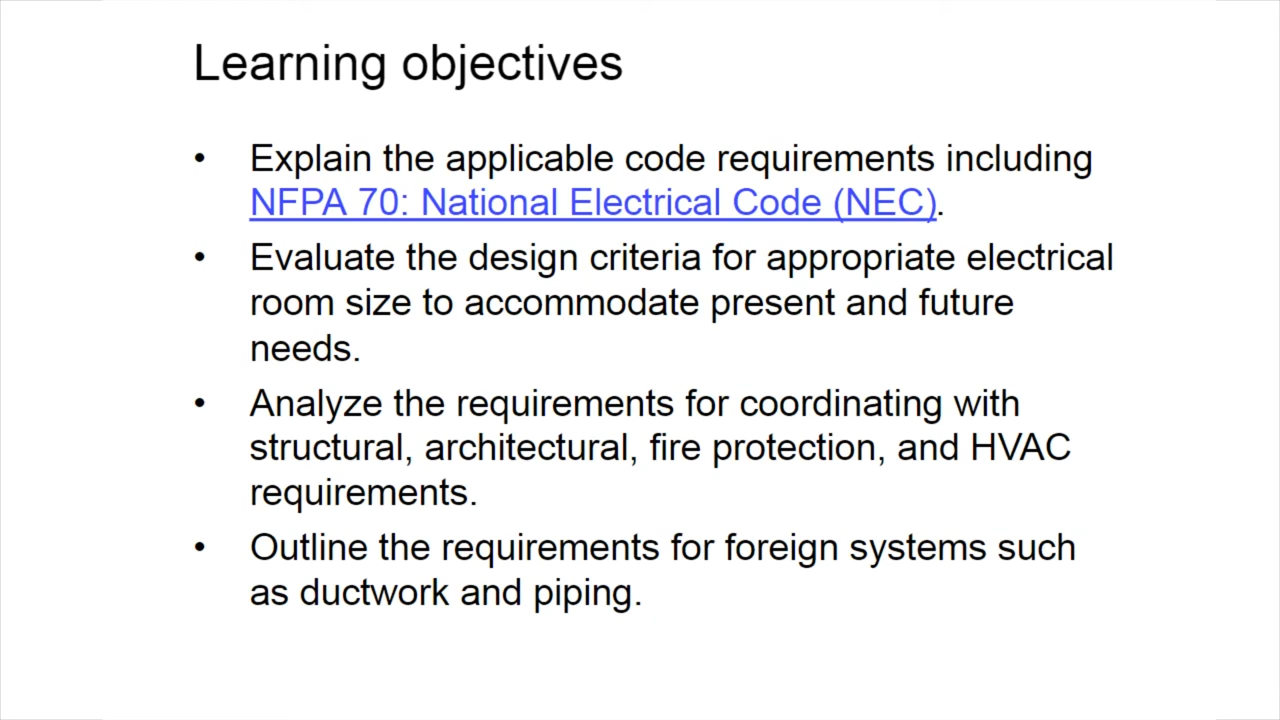 Learning objectives
• Explain the applicable code requirements including
NFPA 70: National Electrical Code (NEC).
• Evaluate the design criteria for appropriate electrical
room size to accommodate present and future
needs.
• Analyze the requirements for coordinating with
structural, architectural, fire protection, and HVAC
requirements.
• Outline the requirements for foreign systems such
as ductwork and piping.